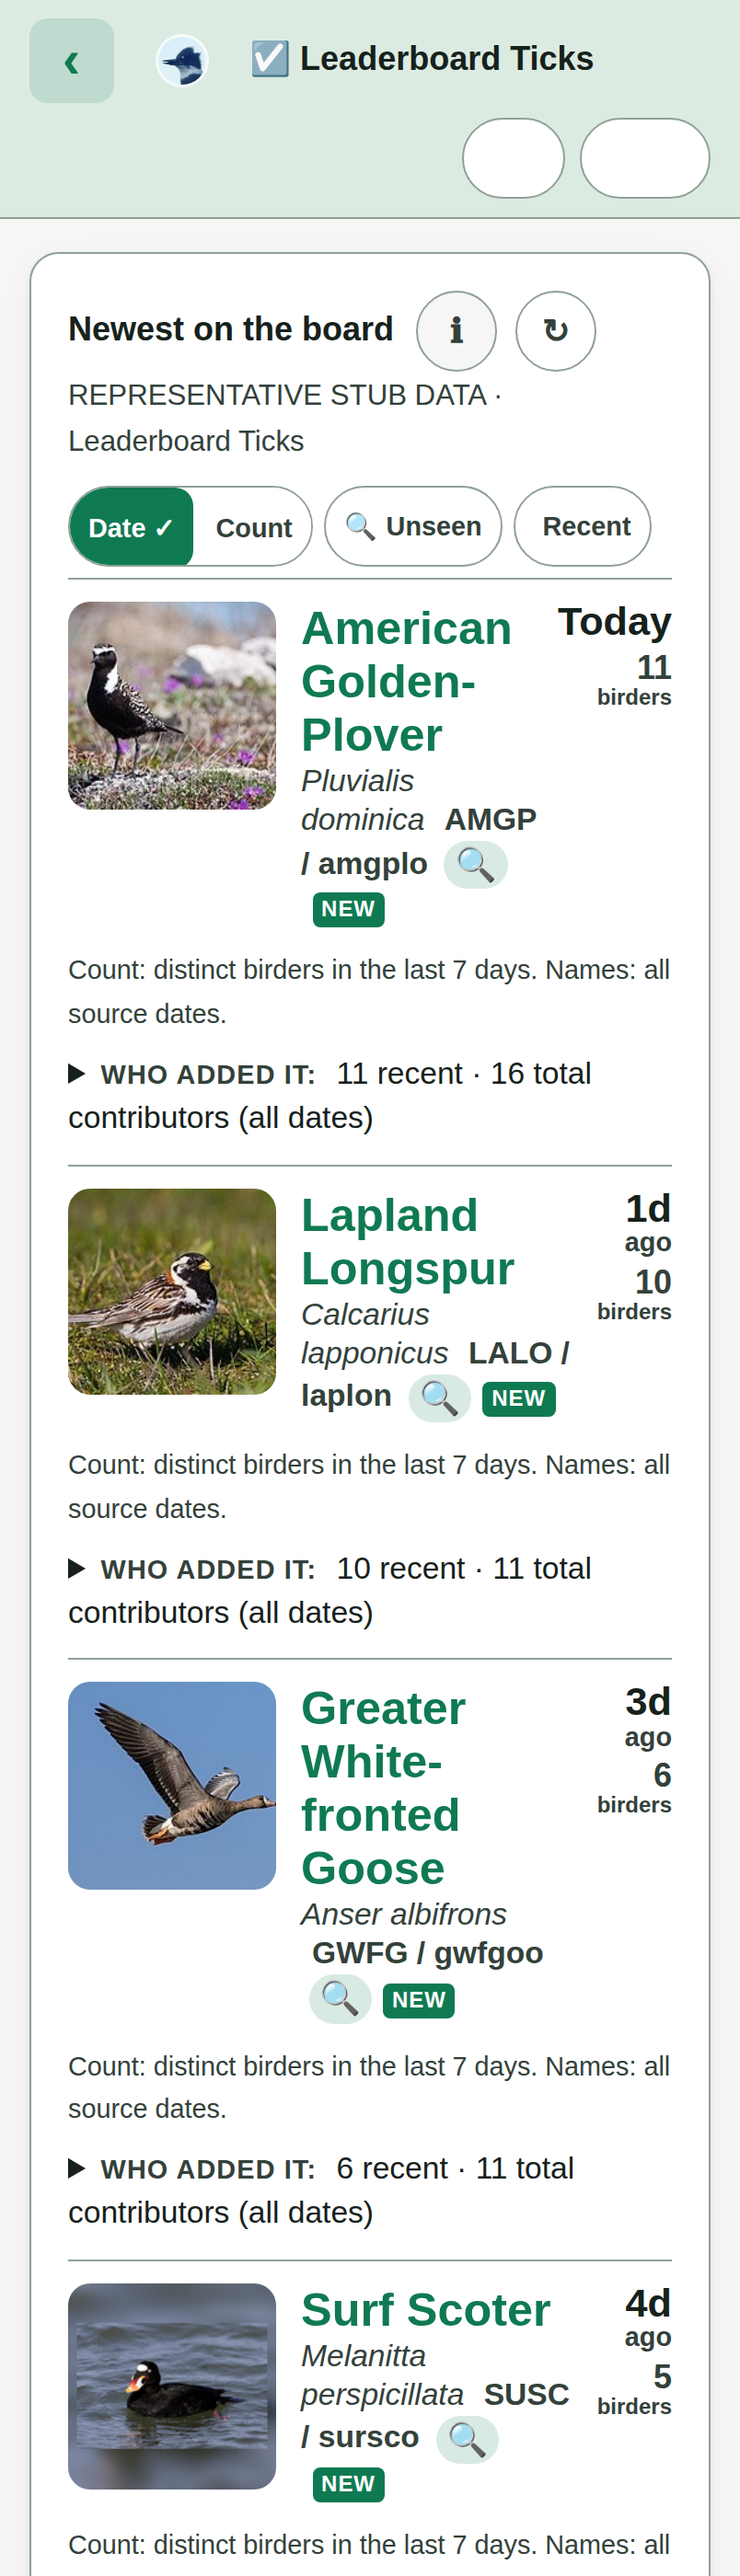 ‹ ☑ Leaderboard Ticks
Newest on the board ℹ ↻
REPRESENTATIVE STUB DATA ·
Leaderboard Ticks
Date ✓ Count 🔍 Unseen Recent
American
Golden-
Plover
Pluvialis
dominica AMGP
/ amgplo 🔍
NEW
Today
11
birders
Count: distinct birders in the last 7 days. Names: all
source dates.
▶ WHO ADDED IT: 11 recent · 16 total
contributors (all dates)
Lapland
Longspur
Calcarius
lapponicus LALO /
laplon 🔍 NEW
1d
ago
10
birders
Count: distinct birders in the last 7 days. Names: all
source dates.
▶ WHO ADDED IT: 10 recent · 11 total
contributors (all dates)
Greater
White-
fronted
Goose
Anser albifrons
GWFG / gwfgoo
🔍 NEW
3d
ago
6
birders
Count: distinct birders in the last 7 days. Names: all
source dates.
▶ WHO ADDED IT: 6 recent · 11 total
contributors (all dates)
Surf Scoter
Melanitta
perspicillata SUSC
/ sursco 🔍
NEW
4d
ago
5
birders
Count: distinct birders in the last 7 days. Names: all